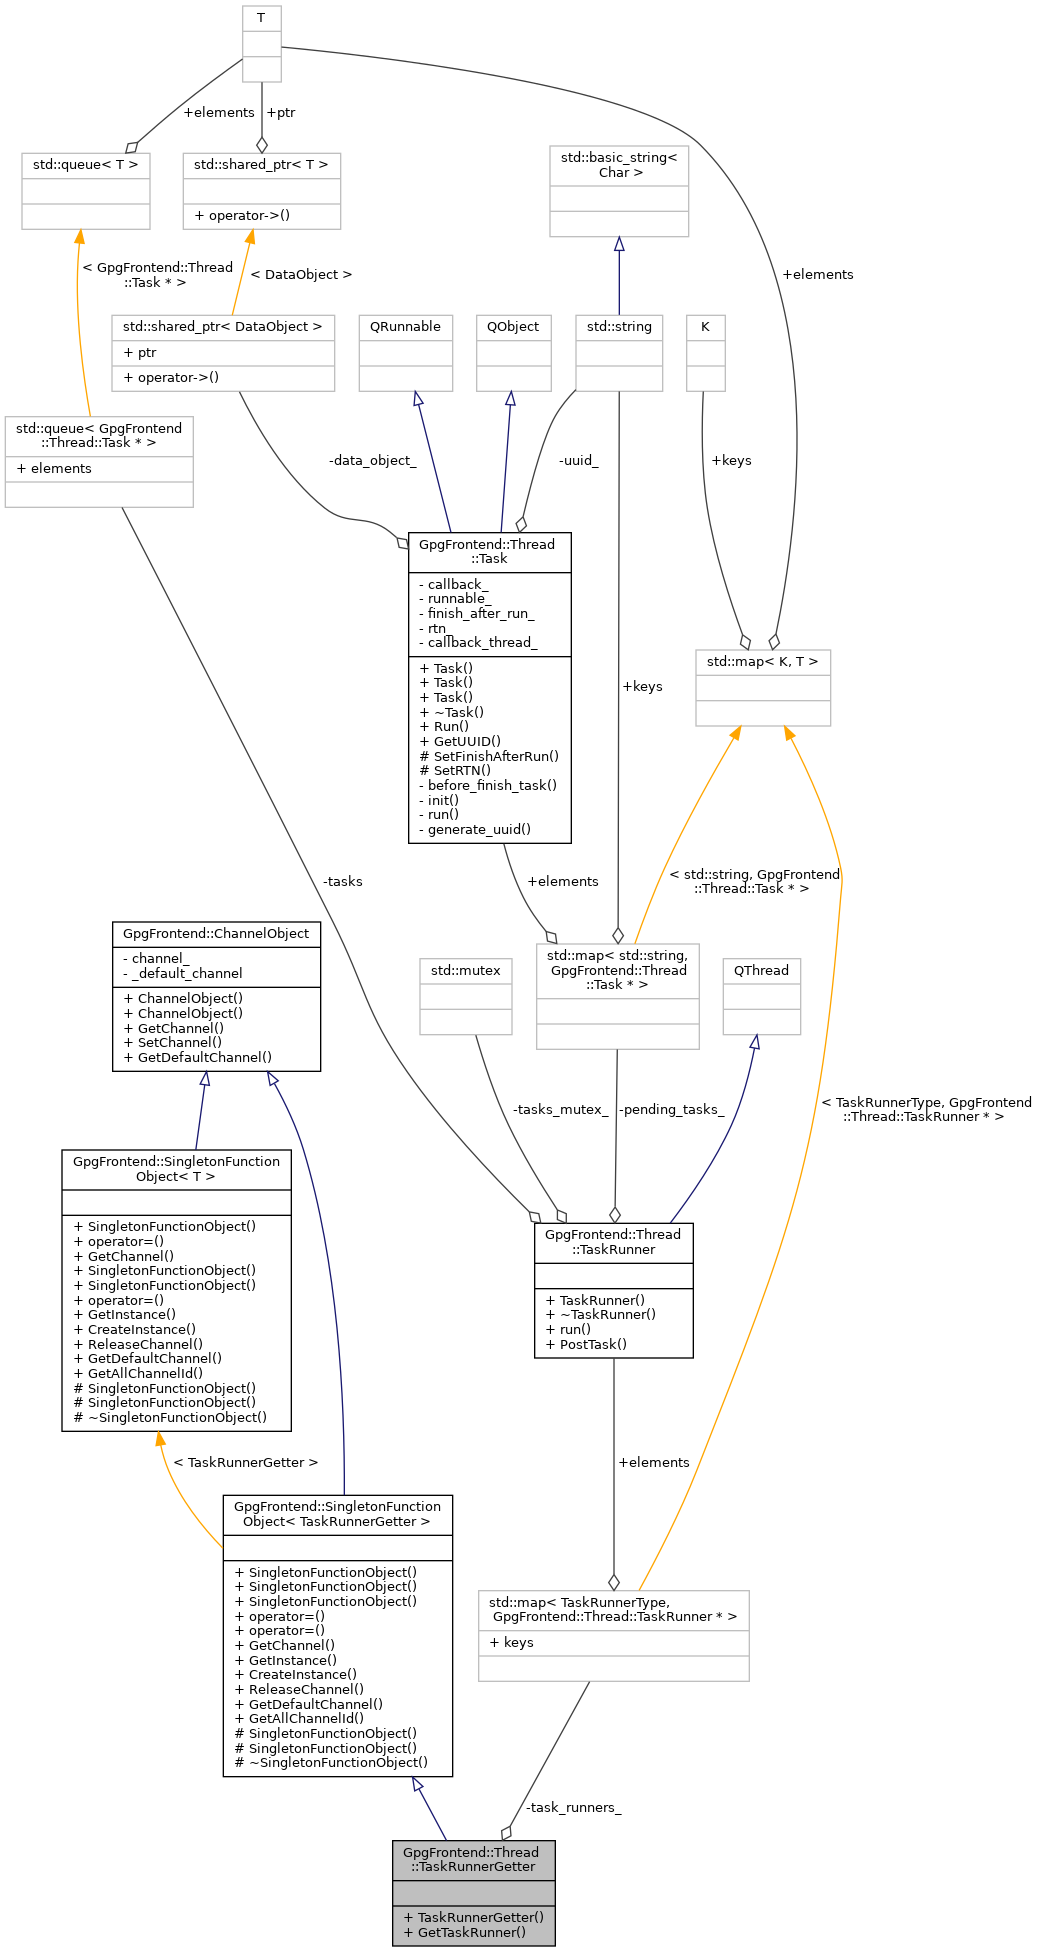 T
+elements
+ptr
std::queue< T >
std::shared_ptr< T >
+ operator->()
std::basic_string<
Char >
+elements
< GpgFrontend::Thread
::Task * >
< DataObject >
std::shared_ptr< DataObject >
+ ptr
+ operator->()
QRunnable
QObject
std::string
K
std::queue< GpgFrontend
::Thread::Task * >
+ elements
-data_object_
-uuid_
+keys
GpgFrontend::Thread
::Task
- callback_
- runnable_
- finish_after_run_
- rtn_
- callback_thread_
+ Task()
+ Task()
+ Task()
+ ~Task()
+ Run()
+ GetUUID()
# SetFinishAfterRun()
# SetRTN()
- before_finish_task()
- init()
- run()
- generate_uuid()
+keys
std::map< K, T >
-tasks
+elements
< std::string, GpgFrontend
::Thread::Task * >
GpgFrontend::ChannelObject
- channel_
- _default_channel
+ ChannelObject()
+ ChannelObject()
+ GetChannel()
+ SetChannel()
+ GetDefaultChannel()
std::mutex
std::map< std::string,
GpgFrontend::Thread
::Task * >
QThread
-tasks_mutex_
-pending_tasks_
< TaskRunnerType, GpgFrontend
::Thread::TaskRunner * >
GpgFrontend::SingletonFunction
Object< T >
+ SingletonFunctionObject()
+ operator=()
+ GetChannel()
+ SingletonFunctionObject()
+ SingletonFunctionObject()
+ operator=()
+ GetInstance()
+ CreateInstance()
+ ReleaseChannel()
+ GetDefaultChannel()
+ GetAllChannelId()
# SingletonFunctionObject()
# SingletonFunctionObject()
# ~SingletonFunctionObject()
GpgFrontend::Thread
::TaskRunner
+ TaskRunner()
+ ~TaskRunner()
+ run()
+ PostTask()
< TaskRunnerGetter >
+elements
GpgFrontend::SingletonFunction
Object< TaskRunnerGetter >
+ SingletonFunctionObject()
+ SingletonFunctionObject()
+ SingletonFunctionObject()
+ operator=()
+ operator=()
+ GetChannel()
+ GetInstance()
+ CreateInstance()
+ ReleaseChannel()
+ GetDefaultChannel()
+ GetAllChannelId()
# SingletonFunctionObject()
# SingletonFunctionObject()
# ~SingletonFunctionObject()
std::map< TaskRunnerType,
GpgFrontend::Thread::TaskRunner * >
+ keys
-task_runners_
GpgFrontend::Thread
::TaskRunnerGetter
+ TaskRunnerGetter()
+ GetTaskRunner()